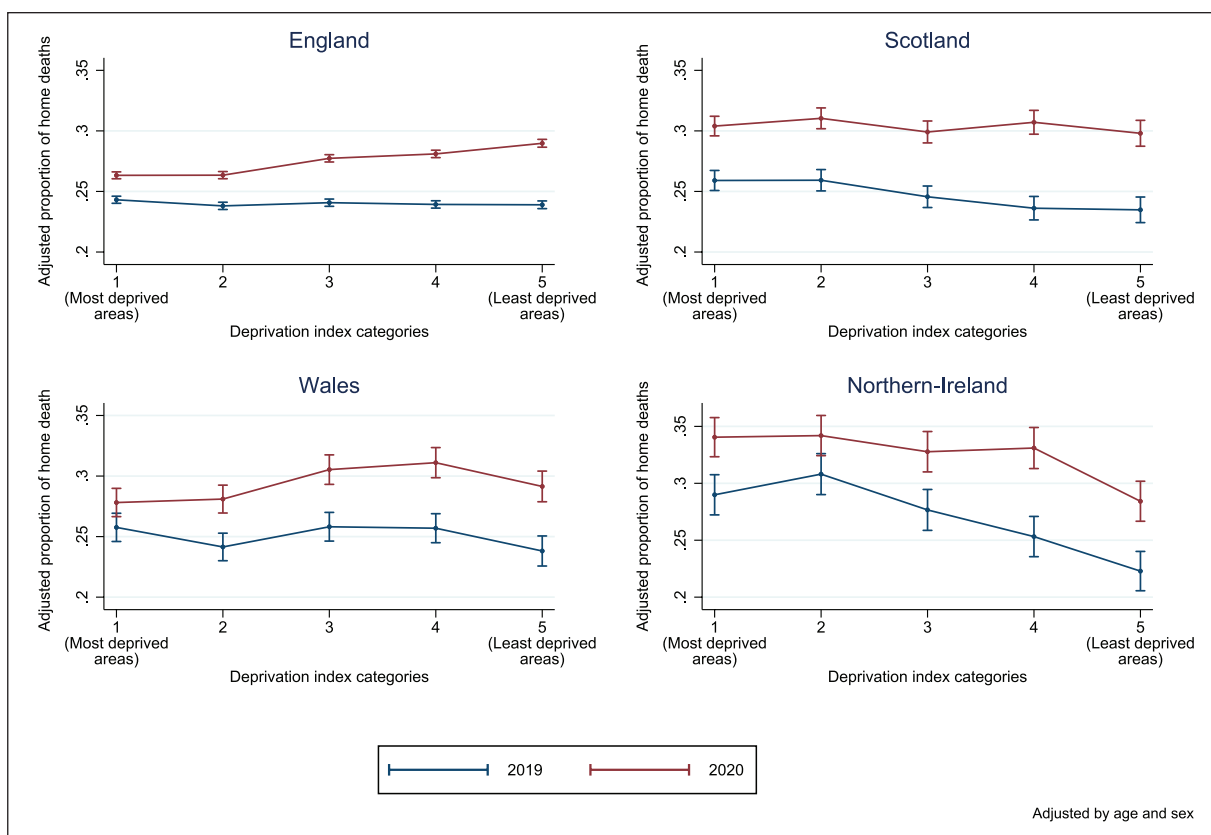 England
Adjusted proportion of home deaths
.35
.3
.25
.2
1
(Most deprived
areas)
2
3
4
5
(Least deprived
areas)
Deprivation index categories
Scotland
Adjusted proportion of home deaths
.35
.3
.25
.2
1
(Most deprived
areas)
2
3
4
5
(Least deprived
areas)
Deprivation index categories
Wales
Adjusted proportion of home deaths
.35
.3
.25
.2
1
(Most deprived
areas)
2
3
4
5
(Least deprived
areas)
Deprivation index categories
Northern-Ireland
Adjusted proportion of home deaths
.35
.3
.25
.2
1
(Most deprived
areas)
2
3
4
5
(Least deprived
areas)
Deprivation index categories
2019
2020
Adjusted by age and sex